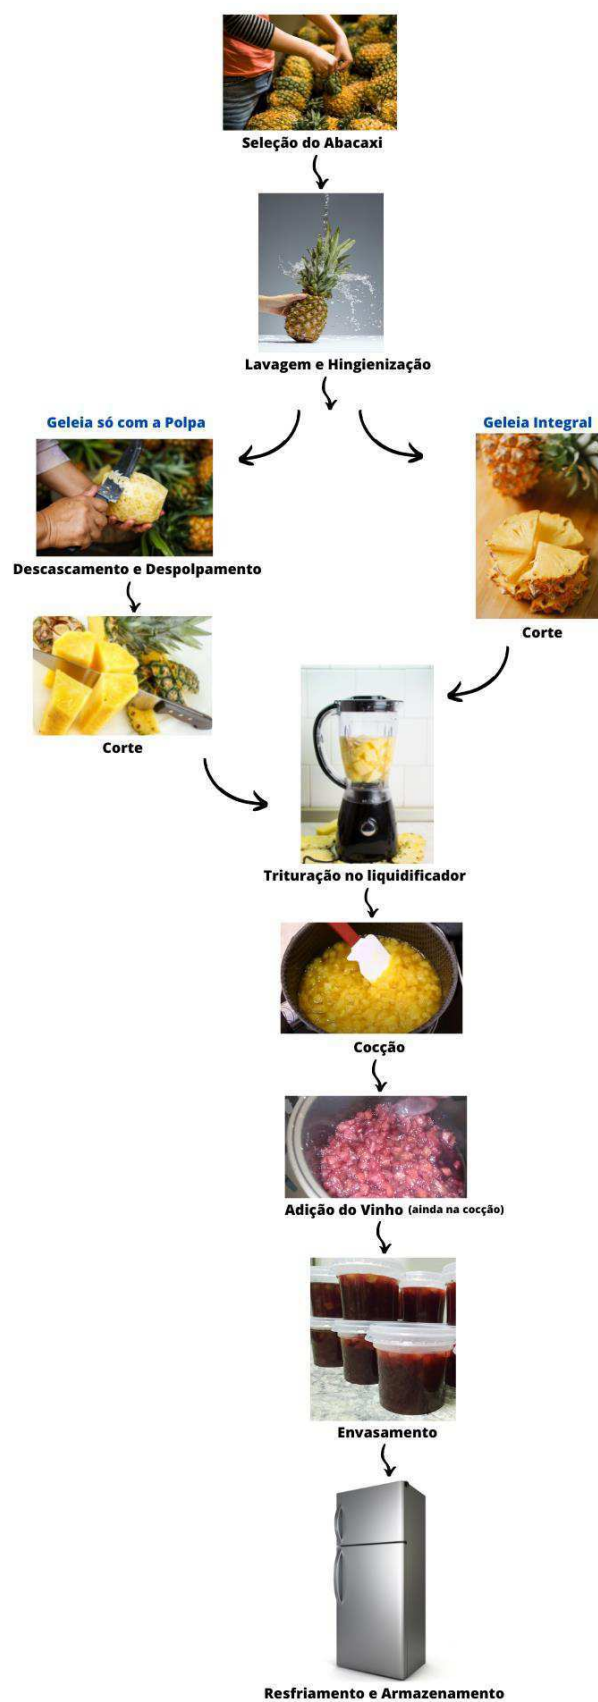 Seleção do Abacaxi
Lavagem e Hingienização
Geleia só com a Polpa
Geleia Integral
Descascamento e Despolpamento
Corte
Corte
Trituração no liquidificador
Cocção
Adição do Vinho (ainda na cocção)
Envasamento
Resfriamento e Armazenamento